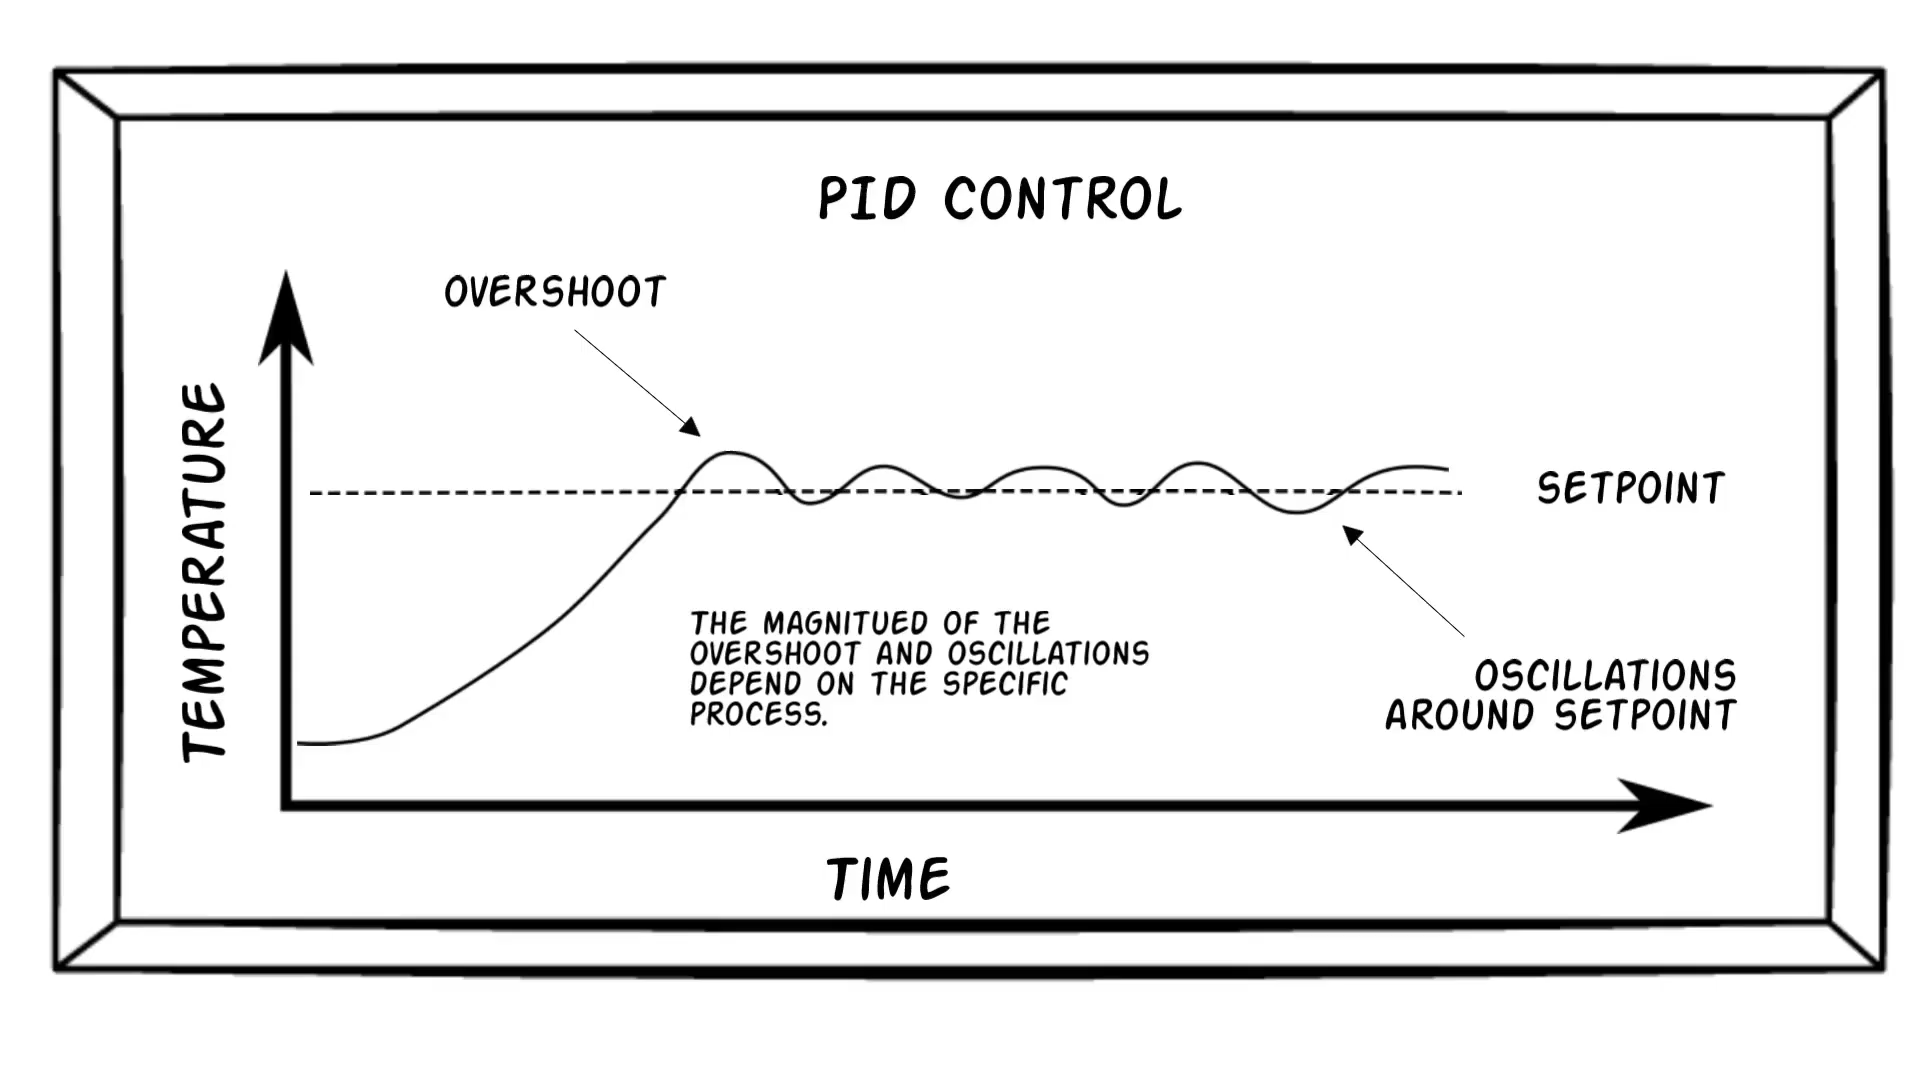 PID CONTROL
OVERSHOOT
TEMPERATURE
SETPOINT
THE MAGNITUED OF THE
OVERSHOOT AND OSCILLATIONS
DEPEND ON THE SPECIFIC
PROCESS.
OSCILLATIONS
AROUND SETPOINT
TIME